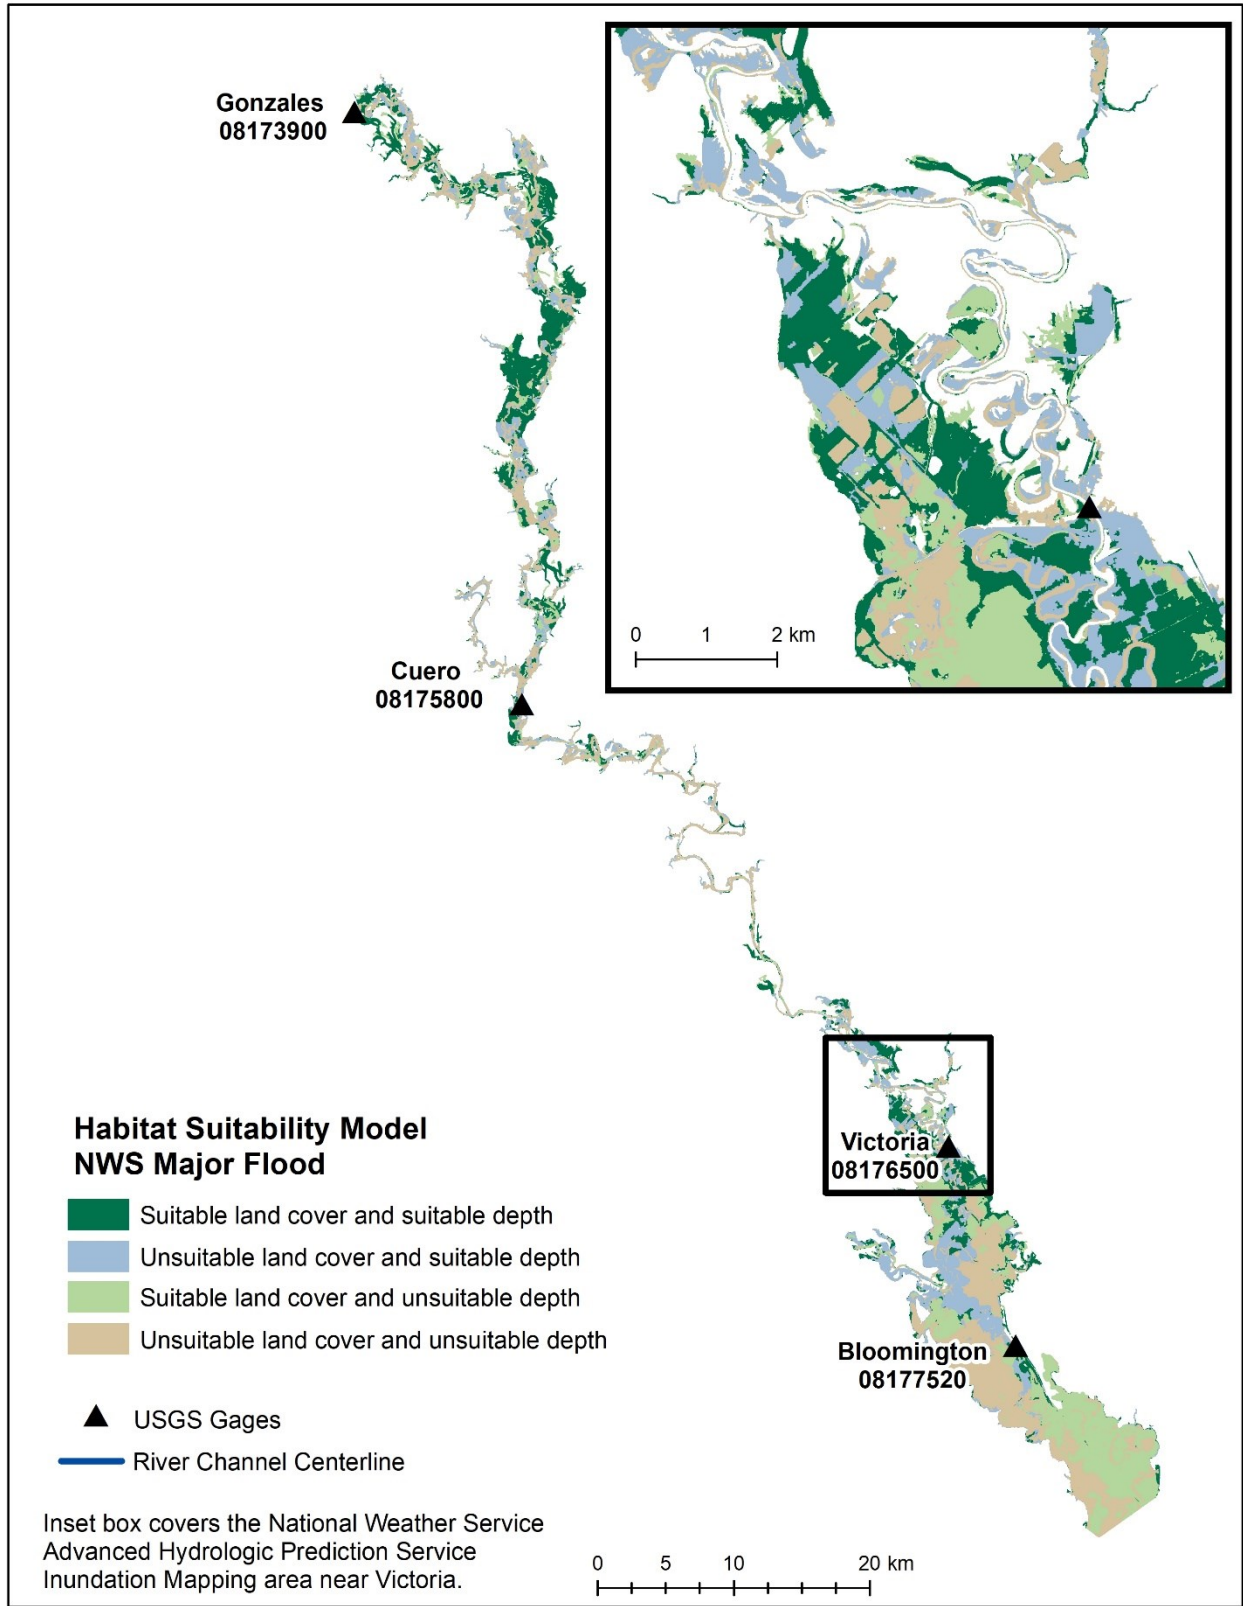 Gonzales
08173900
0 1 2 km
Cuero
08175800
Victoria
08176500
Habitat Suitability Model
NWS Major Flood
Suitable land cover and suitable depth
Unsuitable land cover and suitable depth
Suitable land cover and unsuitable depth
Unsuitable land cover and unsuitable depth
Bloomington
08177520
USGS Gages
River Channel Centerline
Inset box covers the National Weather Service
Advanced Hydrologic Prediction Service
Inundation Mapping area near Victoria.
0 5 10 20 km